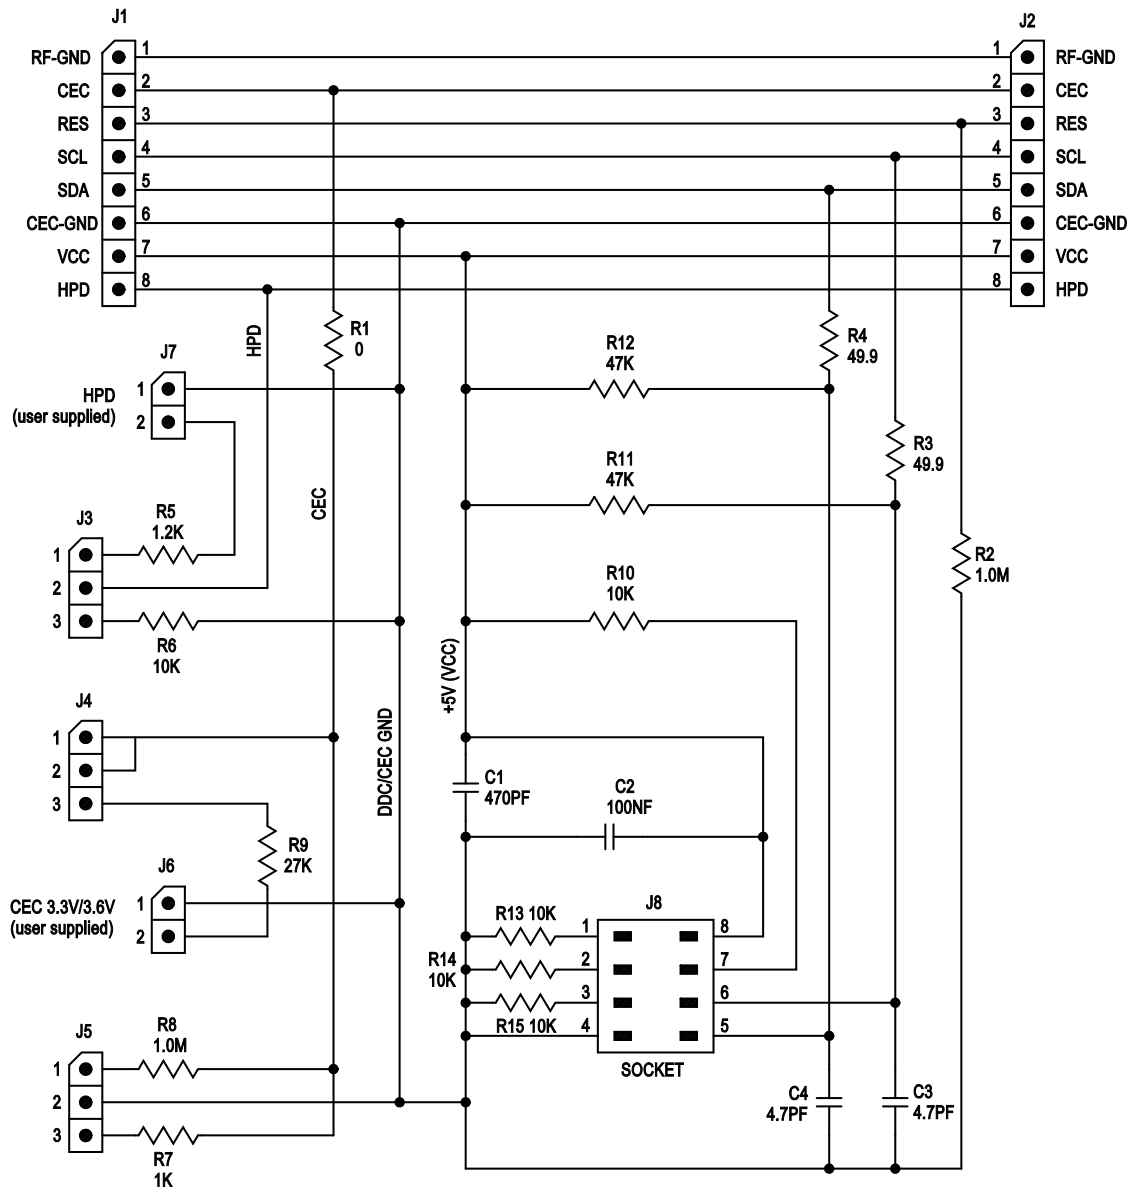 J1
J2
RF-GND 1 1 RF-GND
CEC 2 2 CEC
RES 3 3 RES
SCL 4 4 SCL
SDA 5 5 SDA
CEC-GND 6 6 CEC-GND
VCC 7 7 VCC
HPD 8 8 HPD
HPD
R1
0
R12
47K
R4
49.9
J7
HPD
(user supplied)
1
2
R11
47K
R3
49.9
CEC
J3
R5
1.2K
1
2
3
R6
10K
R10
10K
R2
1.0M
+5V (VCC)
DDC/CEC GND
J4
1
2
3
C1
470PF
C2
100NF
R9
27K
J6
CEC 3.3V/3.6V
(user supplied)
1
2
J8
R13 10K
R14
10K
R15 10K
1
2
3
4
8
7
6
5
SOCKET
J5
R8
1.0M
1
2
3
R7
1K
C4
4.7PF
C3
4.7PF